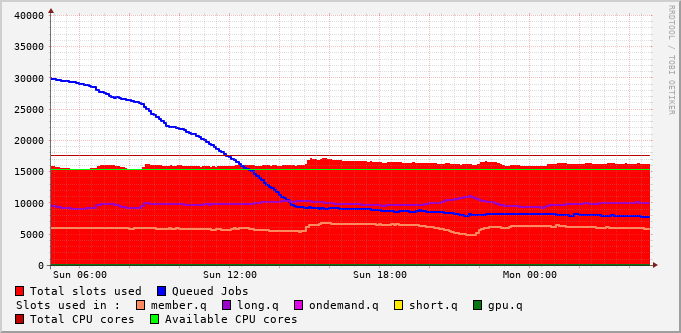 40000
35000
30000
25000
20000
15000
10000
5000
0
Sun 06:00 Sun 12:00 Sun 18:00 Mon 00:00
Total slots used Queued Jobs
Slots used in : member.q long.q ondemand.q short.q gpu.q
Total CPU cores Available CPU cores
RRDTOOL / TOBI OETIKER